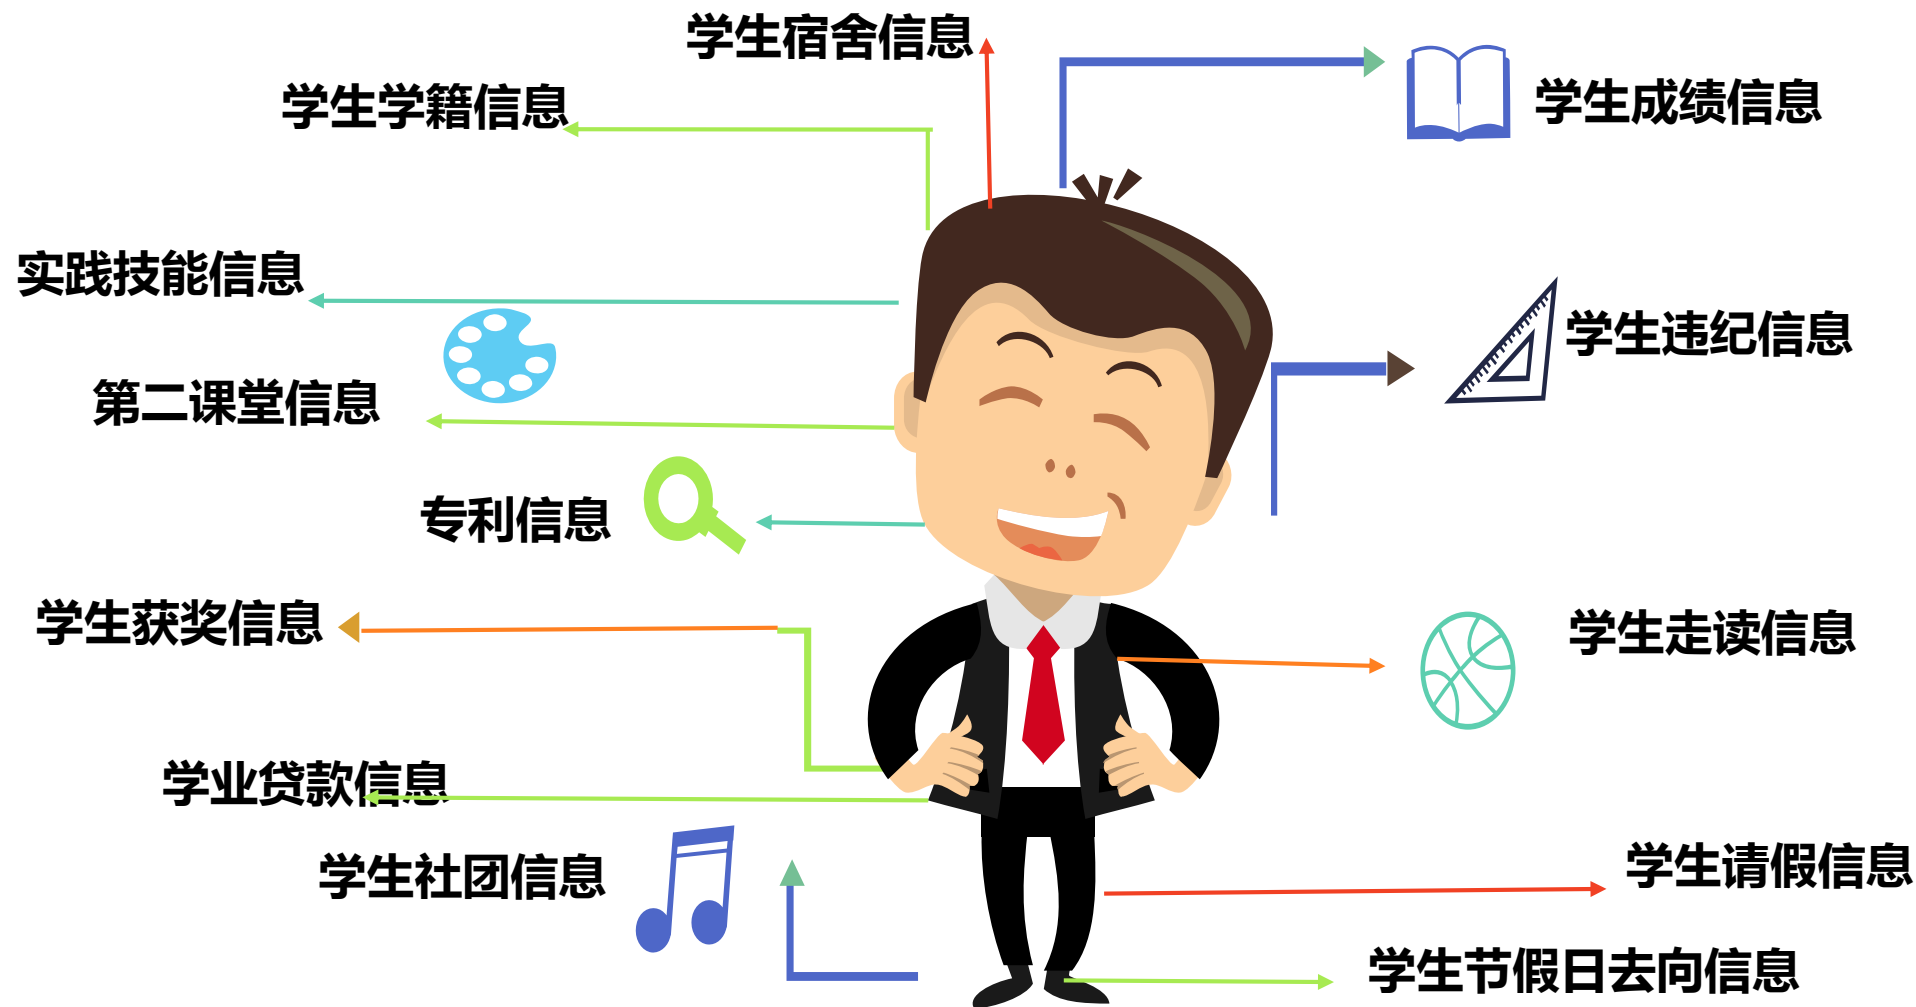 学生宿舍信息
学生学籍信息
学生成绩信息
实践技能信息
学生违纪信息
第二课堂信息
专利信息
学生获奖信息
学生走读信息
学业贷款信息
学生社团信息
学生请假信息
学生节假日去向信息